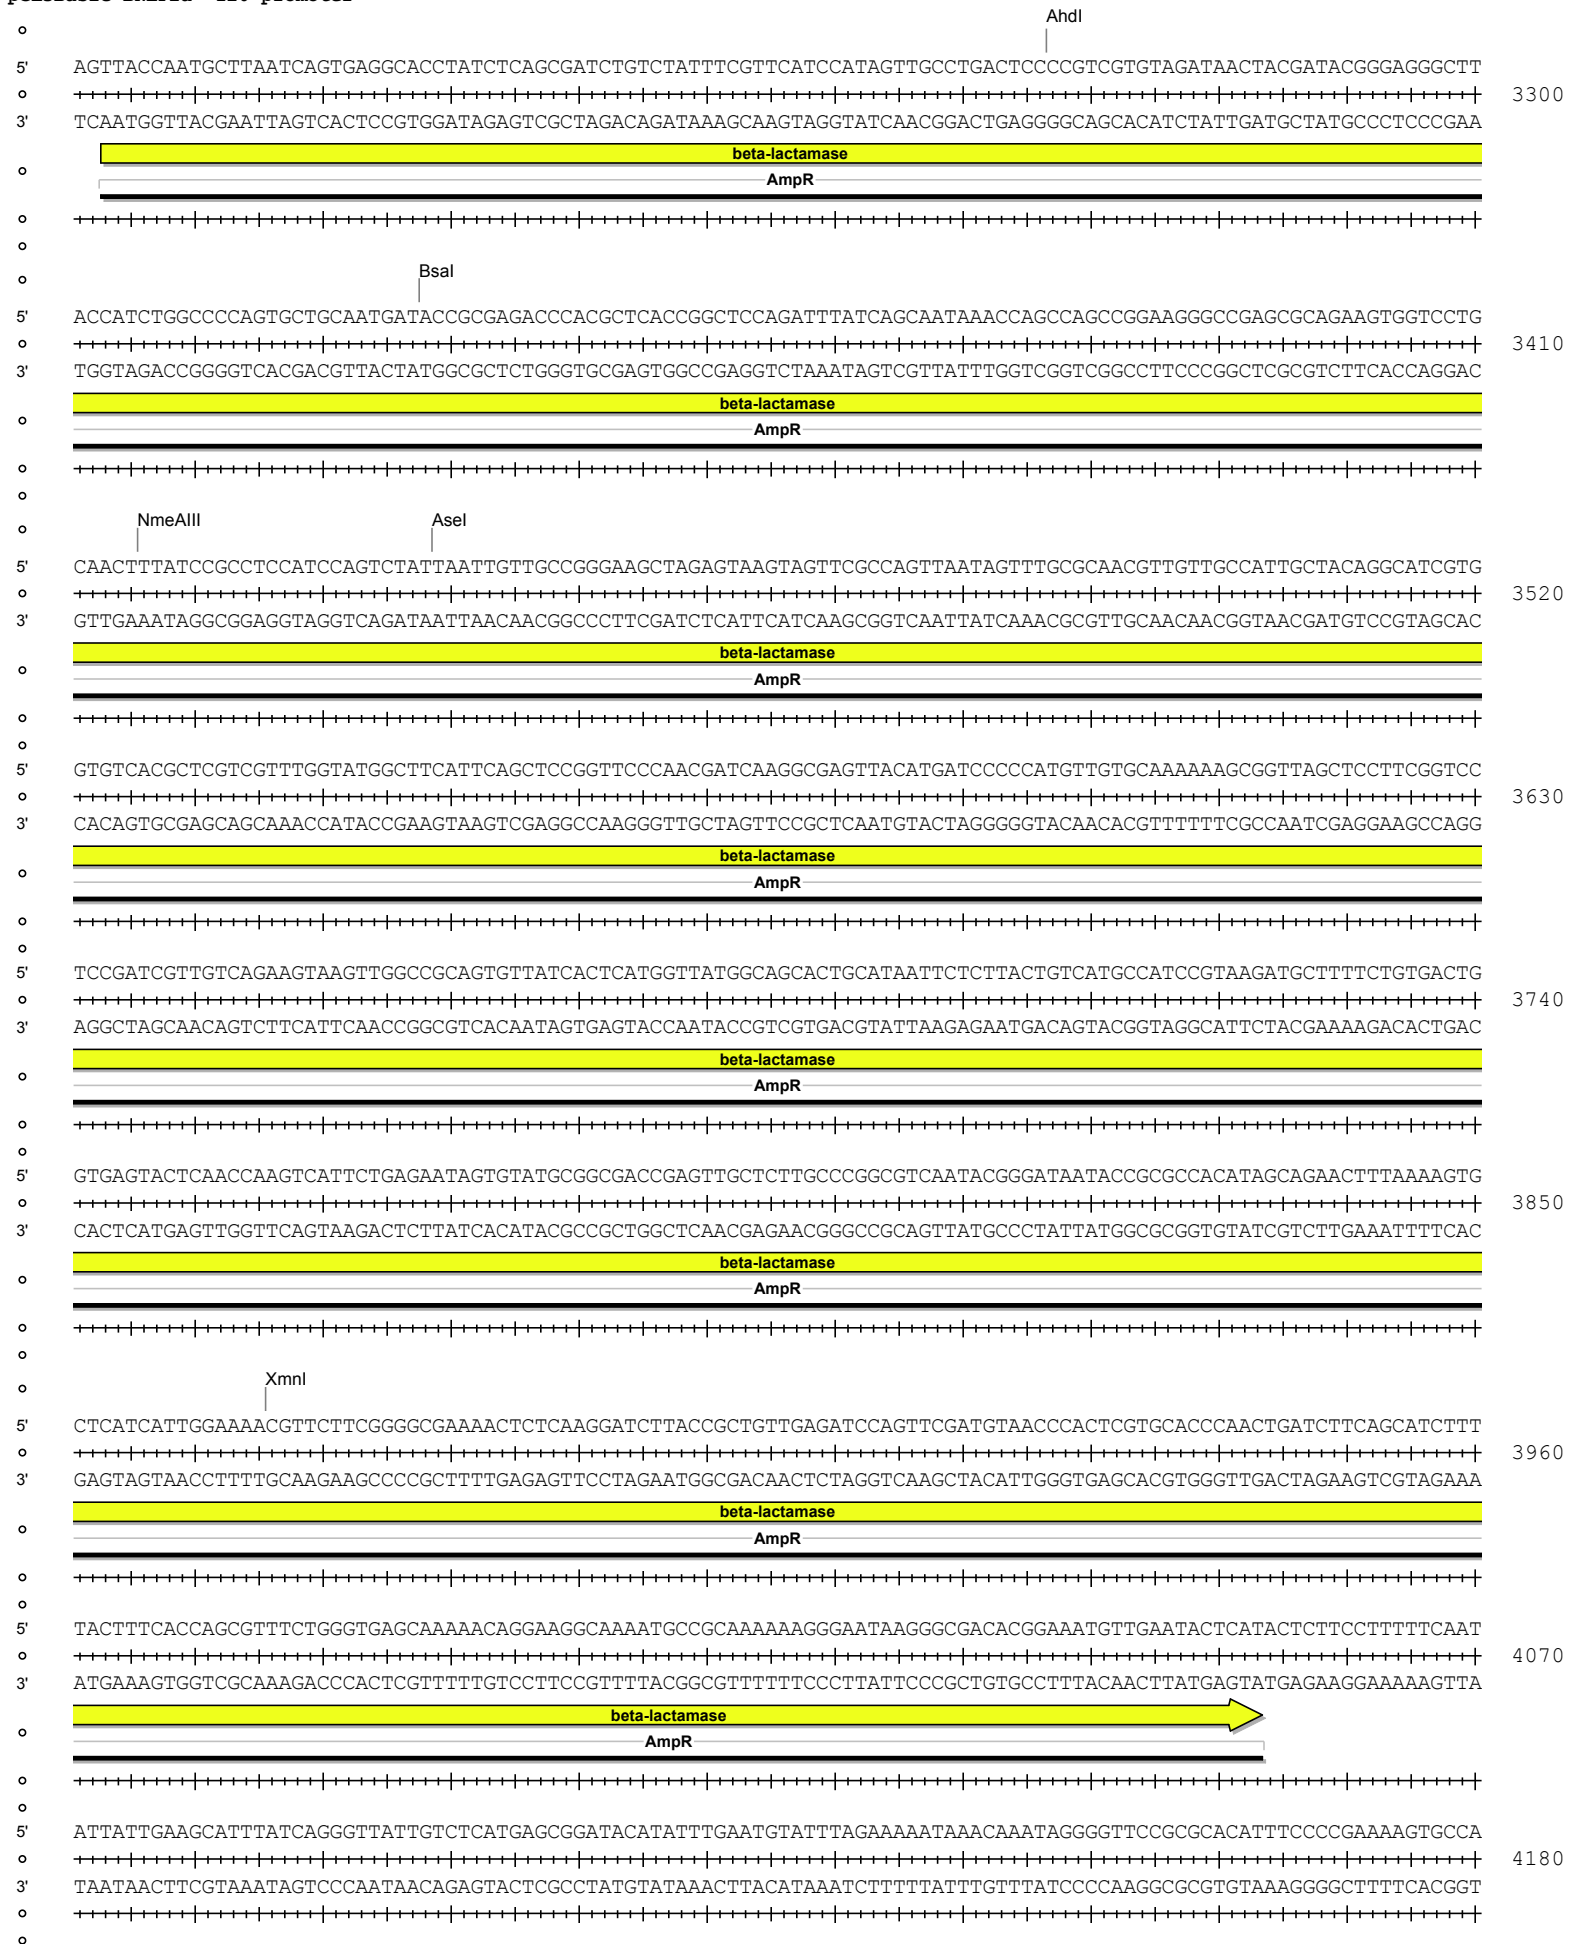 AhdI
5' AGTTACCAATGCTTAATCAGTGAGGCACCTATCTCAGCGATCTGTCTATTTCGTTCATCCATAGTTGCCTGACTCCCCGTCGTGTAGATAACTACGATACGGGAGGGCTT
3300
3' TCAATGGTTACGAATTAGTCACTCCGTGGATAGAGTCGCTAGACAGATAAAGCAAGTAGGTATCAACGGACTGAGGGGCAGCACATCTATTGATGCTATGCCCTCCCGAA
beta-lactamase
AmpR
BsaI
5' ACCATCTGGCCCCAGTGCTGCAATGATACCGCGAGACCCACGCTCACCGGCTCCAGATTTATCAGCAATAAACCAGCCAGCCGGAAGGGCCGAGCGCAGAAGTGGTCCTG
3410
3' TGGTAGACCGGGGTCACGACGTTACTATGGCGCTCTGGGTGCGAGTGGCCGAGGTCTAAATAGTCGTTATTTGGTCGGTCGGCCTTCCCGGCTCGCGTCTTCACCAGGAC
beta-lactamase
AmpR
NmeAIII AseI
5' CAACTTTATCCGCCTCCATCCAGTCTATTAATTGTTGCCGGGAAGCTAGAGTAAGTAGTTCGCCAGTTAATAGTTTGCGCAACGTTGTTGCCATTGCTACAGGCATCGTG
3520
3' GTTGAAATAGGCGGAGGTAGGTCAGATAATTAACAACGGCCCTTCGATCTCATTCATCAAGCGGTCAATTATCAAACGCGTTGCAACAACGGTAACGATGTCCGTAGCAC
beta-lactamase
AmpR
5' GTGTCACGCTCGTCGTTTGGTATGGCTTCATTCAGCTCCGGTTCCCAACGATCAAGGCGAGTTACATGATCCCCCATGTTGTGCAAAAAAGCGGTTAGCTCCTTCGGTCC
3630
3' CACAGTGCGAGCAGCAAACCATACCGAAGTAAGTCGAGGCCAAGGGTTGCTAGTTCCGCTCAATGTACTAGGGGGTACAACACGTTTTTTCGCCAATCGAGGAAGCCAGG
beta-lactamase
AmpR
5' TCCGATCGTTGTCAGAAGTAAGTTGGCCGCAGTGTTATCACTCATGGTTATGGCAGCACTGCATAATTCTCTTACTGTCATGCCATCCGTAAGATGCTTTTCTGTGACTG
3740
3' AGGCTAGCAACAGTCTTCATTCAACCGGCGTCACAATAGTGAGTACCAATACCGTCGTGACGTATTAAGAGAATGACAGTACGGTAGGCATTCTACGAAAAGACACTGAC
beta-lactamase
AmpR
5' GTGAGTACTCAACCAAGTCATTCTGAGAATAGTGTATGCGGCGACCGAGTTGCTCTTGCCCGGCGTCAATACGGGATAATACCGCGCCACATAGCAGAACTTTAAAAGTG
3850
3' CACTCATGAGTTGGTTCAGTAAGACTCTTATCACATACGCCGCTGGCTCAACGAGAACGGGCCGCAGTTATGCCCTATTATGGCGCGGTGTATCGTCTTGAAATTTTCAC
beta-lactamase
AmpR
XmnI
5' CTCATCATTGGAAAACGTTCTTCGGGGCGAAAACTCTCAAGGATCTTACCGCTGTTGAGATCCAGTTCGATGTAACCCACTCGTGCACCCAACTGATCTTCAGCATCTTT
3960
3' GAGTAGTAACCTTTTGCAAGAAGCCCCGCTTTTGAGAGTTCCTAGAATGGCGACAACTCTAGGTCAAGCTACATTGGGTGAGCACGTGGGTTGACTAGAAGTCGTAGAAA
beta-lactamase
AmpR
5' TACTTTCACCAGCGTTTCTGGGTGAGCAAAAACAGGAAGGCAAAATGCCGCAAAAAAGGGAATAAGGGCGACACGGAAATGTTGAATACTCATACTCTTCCTTTTTCAAT
4070
3' ATGAAAGTGGTCGCAAAGACCCACTCGTTTTTGTCCTTCCGTTTTACGGCGTTTTTTCCCTTATTCCCGCTGTGCCTTTACAACTTATGAGTATGAGAAGGAAAAAGTTA
beta-lactamase
AmpR
5' ATTATTGAAGCATTTATCAGGGTTATTGTCTCATGAGCGGATACATATTTGAATGTATTTAGAAAAATAAACAAATAGGGGTTCCGCGCACATTTCCCCGAAAAGTGCCA
4180
3' TAATAACTTCGTAAATAGTCCCAATAACAGAGTACTCGCCTATGTATAAACTTACATAAATCTTTTTATTTGTTTATCCCCAAGGCGCGTGTAAAGGGGCTTTTCACGGT